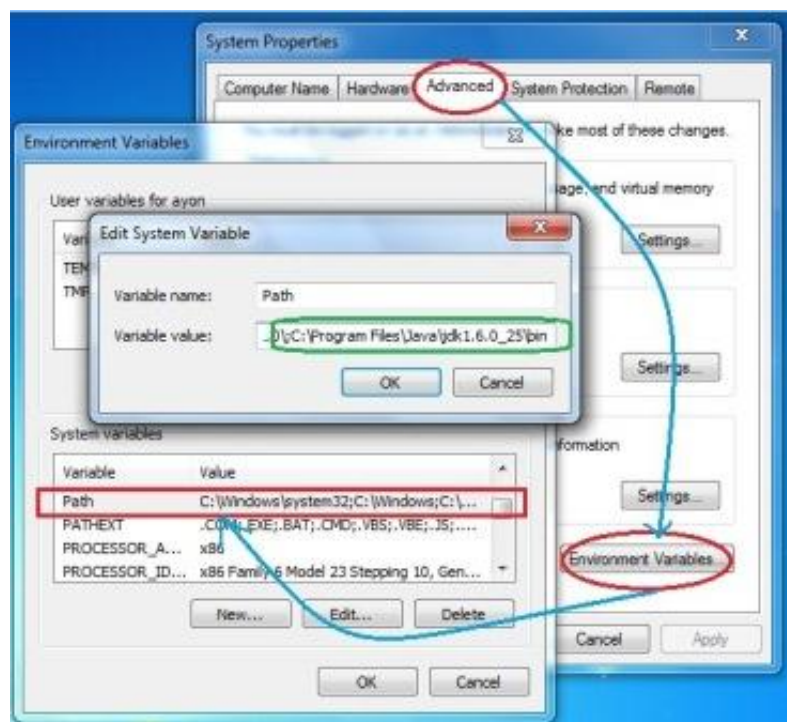 System Properties
Computer Name Hardware Advanced System Protection Remote
ke most of these changes.
Environment Variables
age, and virtual memory
User variables for ayon
Settings...
Edit System Variable
Vari
TEM
TMP
Variable name: Path
Variable value: ..0\;C:\Program Files\Java\jdk1.6.0_25\bin
Settings...
OK Cancel
System variables
formation
Variable Value
Path C:\Windows\system32;C:\Windows;C:\...
Settings...
PATHEXT .COM;.EXE;.BAT;.CMD;.VBS;.VBE;.JS;....
PROCESSOR_A... x86
Environment Variables...
PROCESSOR_ID... x86 Family 6 Model 23 Stepping 10, Gen...
New... Edit... Delete
Cancel Apply
OK Cancel